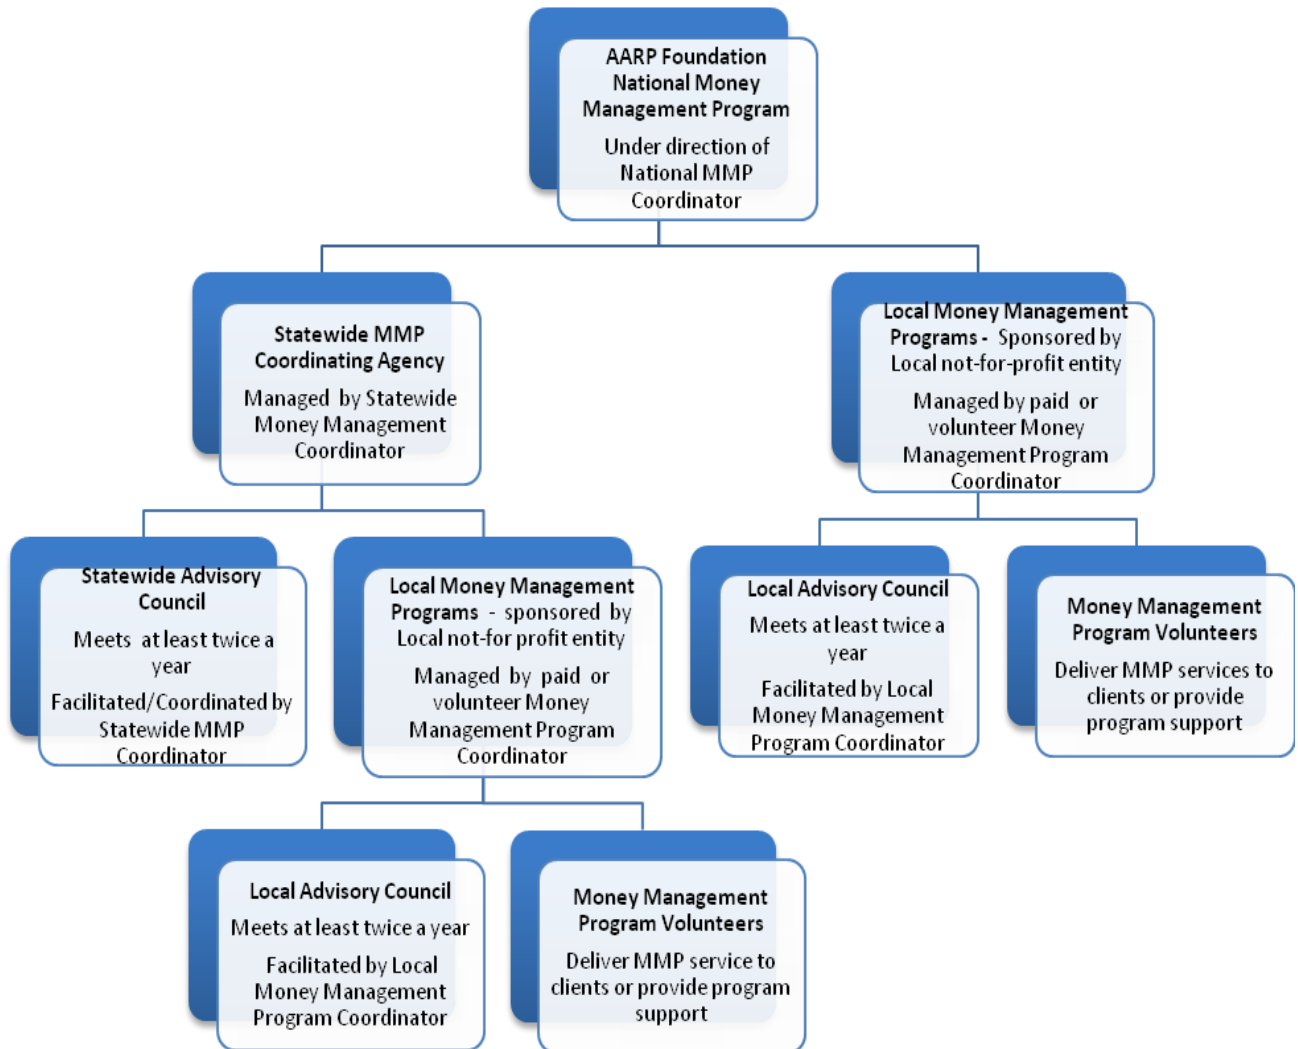 AARP Foundation
National Money
Management Program
Under direction of
National MMP
Coordinator
Statewide MMP
Coordinating Agency
Managed by Statewide
Money Management
Coordinator
Local Money Management
Programs - Sponsored by
Local not-for-profit entity
Managed by paid or
volunteer Money
Management Program
Coordinator
Statewide Advisory
Council
Meets at least twice a
year
Facilitated/Coordinated by
Statewide MMP
Coordinator
Local Money Management
Programs - sponsored by
Local not-for profit entity
Managed by paid or
volunteer Money
Management Program
Coordinator
Local Advisory Council
Meets at least twice a
year
Facilitated by Local
Money Management
Program Coordinator
Money Management
Program Volunteers
Deliver MMP services to
clients or provide
program support
Local Advisory Council
Meets at least twice a year
Facilitated by Local
Money Management
Program Coordinator
Money Management
Program Volunteers
Deliver MMP service to
clients or provide program
support